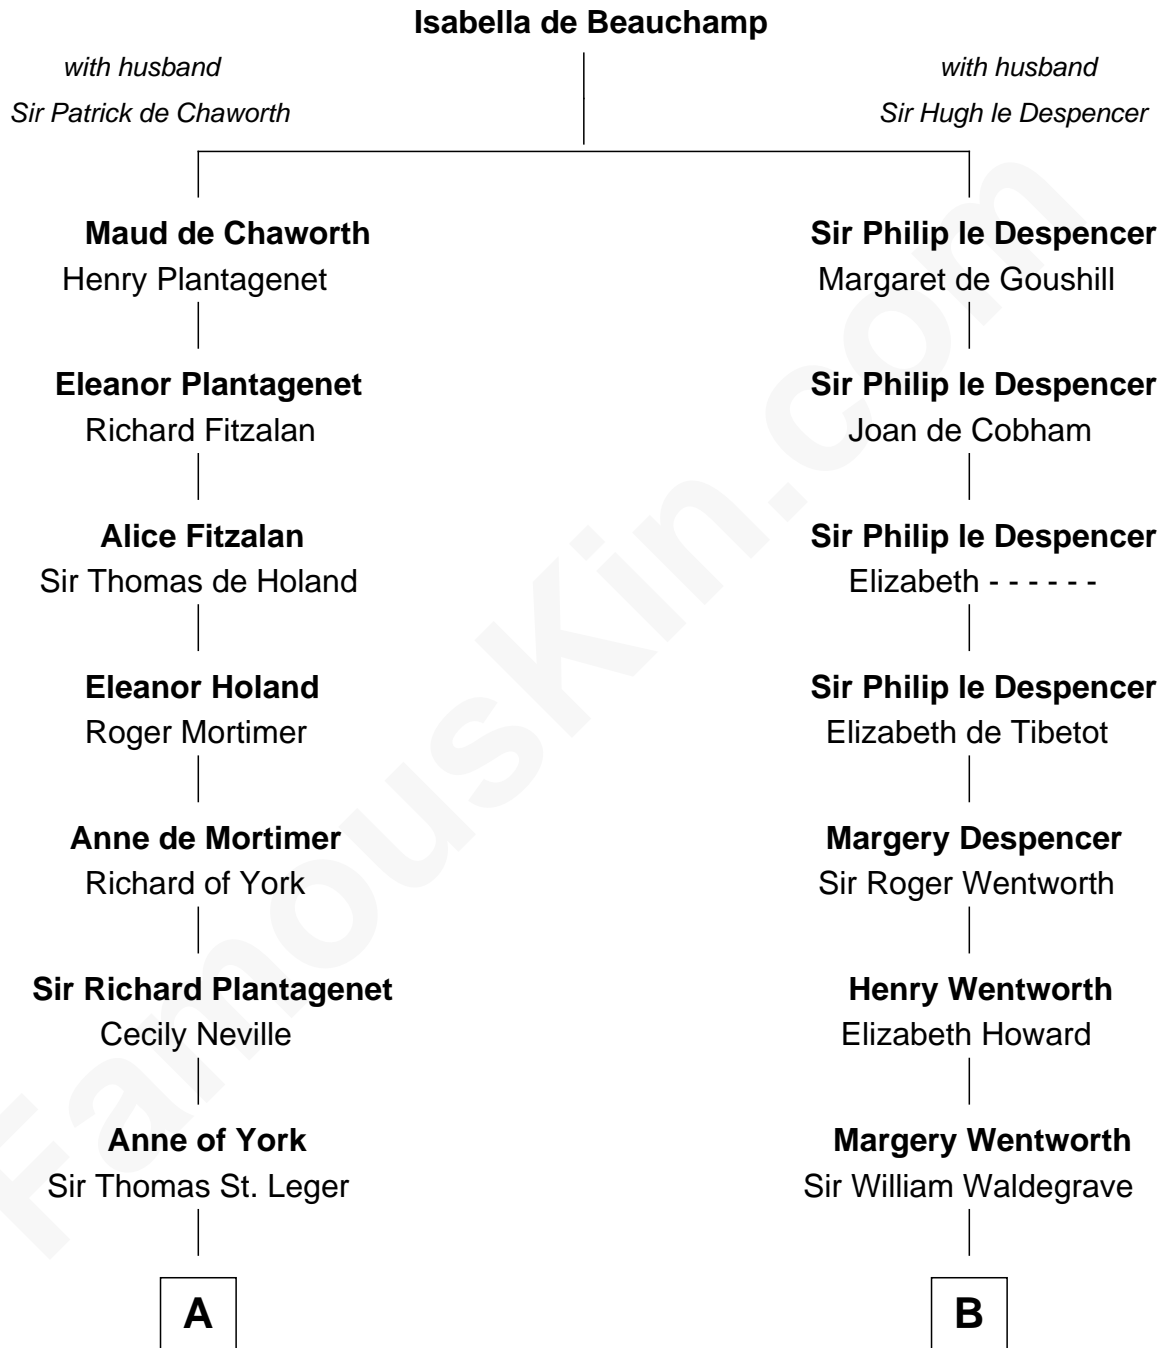 Isabella de Beauchamp
with husband
Sir Patrick de Chaworth
with husband
Sir Hugh le Despencer
Maud de Chaworth
Henry Plantagenet
Eleanor Plantagenet
Richard Fitzalan
Alice Fitzalan
Sir Thomas de Holand
Eleanor Holand
Roger Mortimer
Anne de Mortimer
Richard of York
Sir Richard Plantagenet
Cecily Neville
Anne of York
Sir Thomas St. Leger
A
Sir Philip le Despencer
Margaret de Goushill
Sir Philip le Despencer
Joan de Cobham
Sir Philip le Despencer
Elizabeth - - - - - -
Sir Philip le Despencer
Elizabeth de Tibetot
Margery Despencer
Sir Roger Wentworth
Henry Wentworth
Elizabeth Howard
Margery Wentworth
Sir William Waldegrave
B
FamousKin.com